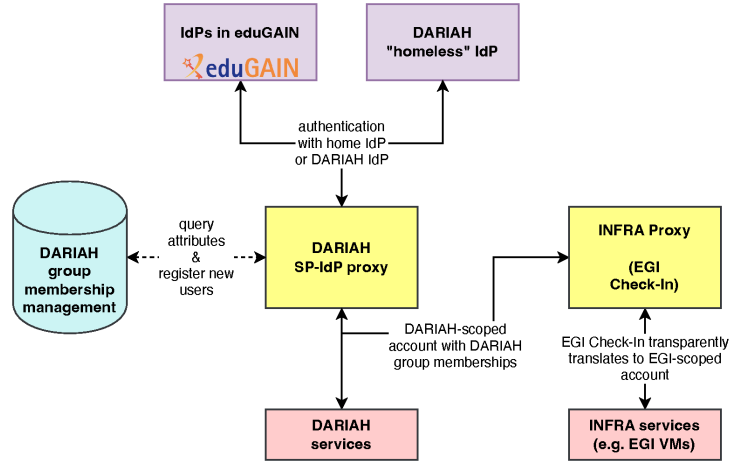 IdPs in eduGAIN
eduGAIN
DARIAH
"homeless" IdP
authentication
with home IdP
or DARIAH IdP
DARIAH
group
membership
management
query
attributes
&
register new
users
DARIAH
SP-IdP proxy
INFRA Proxy
(EGI
Check-In)
DARIAH-scoped
account with DARIAH
group memberships
EGI Check-In transparently
translates to EGI-scoped
account
DARIAH
services
INFRA services
(e.g. EGI VMs)